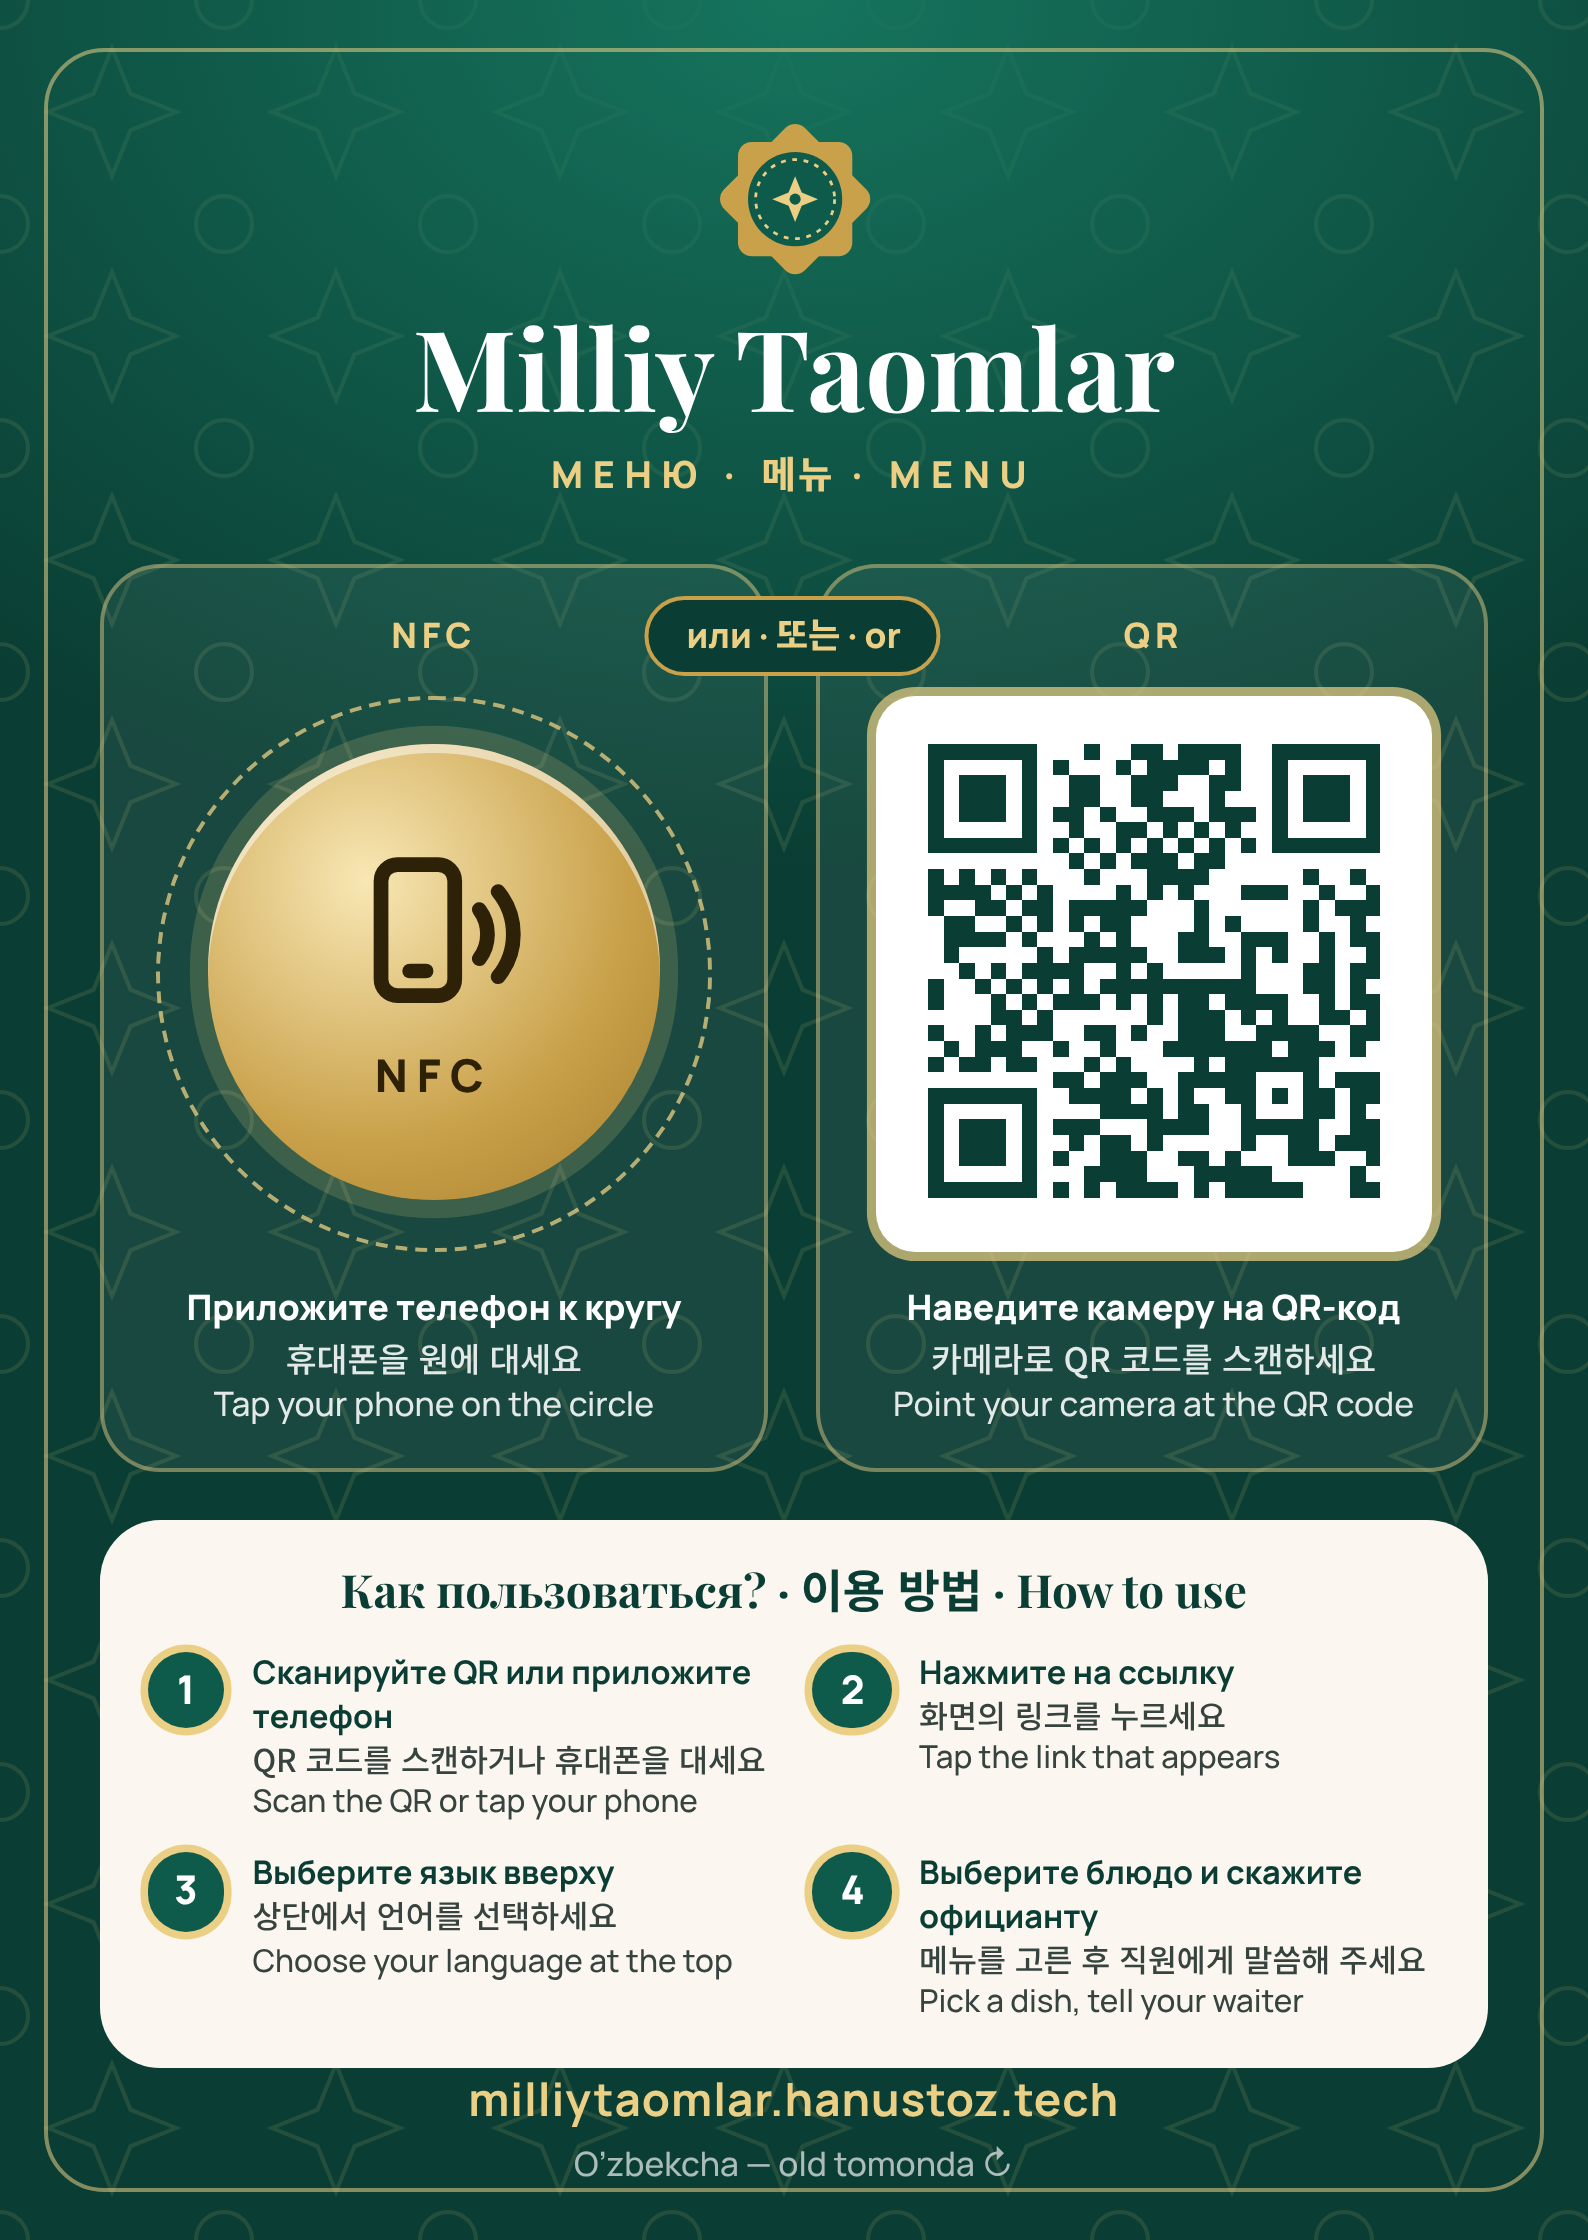 Milliy Taomlar
МЕНЮ · 메뉴 · MENU
NFC
или · 또는 · or
QR
NFC
Приложите телефон к кругу
휴대폰을 원에 대세요
Tap your phone on the circle
Наведите камеру на QR-код
카메라로 QR 코드를 스캔하세요
Point your camera at the QR code
Как пользоваться? · 이용 방법 · How to use
1
Сканируйте QR или приложите
телефон
QR 코드를 스캔하거나 휴대폰을 대세요
Scan the QR or tap your phone
2
Нажмите на ссылку
화면의 링크를 누르세요
Tap the link that appears
3
Выберите язык вверху
상단에서 언어를 선택하세요
Choose your language at the top
4
Выберите блюдо и скажите
официанту
메뉴를 고른 후 직원에게 말씀해 주세요
Pick a dish, tell your waiter
milliytaomlar.hanustoz.tech
O’zbekcha — old tomonda ↻